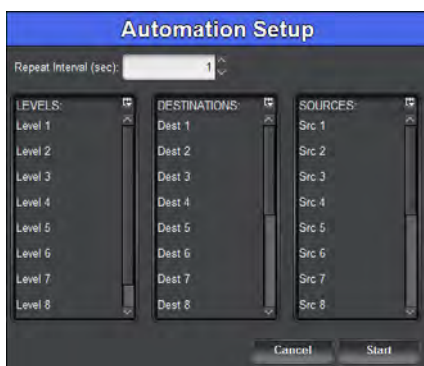 Automation Setup
Repeat Interval (sec): 1
LEVELS: DESTINATIONS: SOURCES:
Level 1 Dest 1 Src 1
Level 2 Dest 2 Src 2
Level 3 Dest 3 Src 3
Level 4 Dest 4 Src 4
Level 5 Dest 5 Src 5
Level 6 Dest 6 Src 6
Level 7 Dest 7 Src 7
Level 8 Dest 8 Src 8
Cancel Start